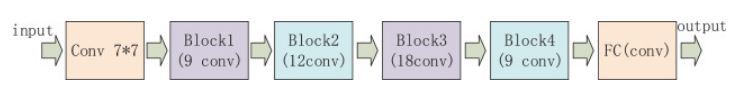 input
Conv 7*7
Block1
(9 conv)
Block2
(12conv)
Block3
(18conv)
Block4
(9 conv)
FC(conv)
output